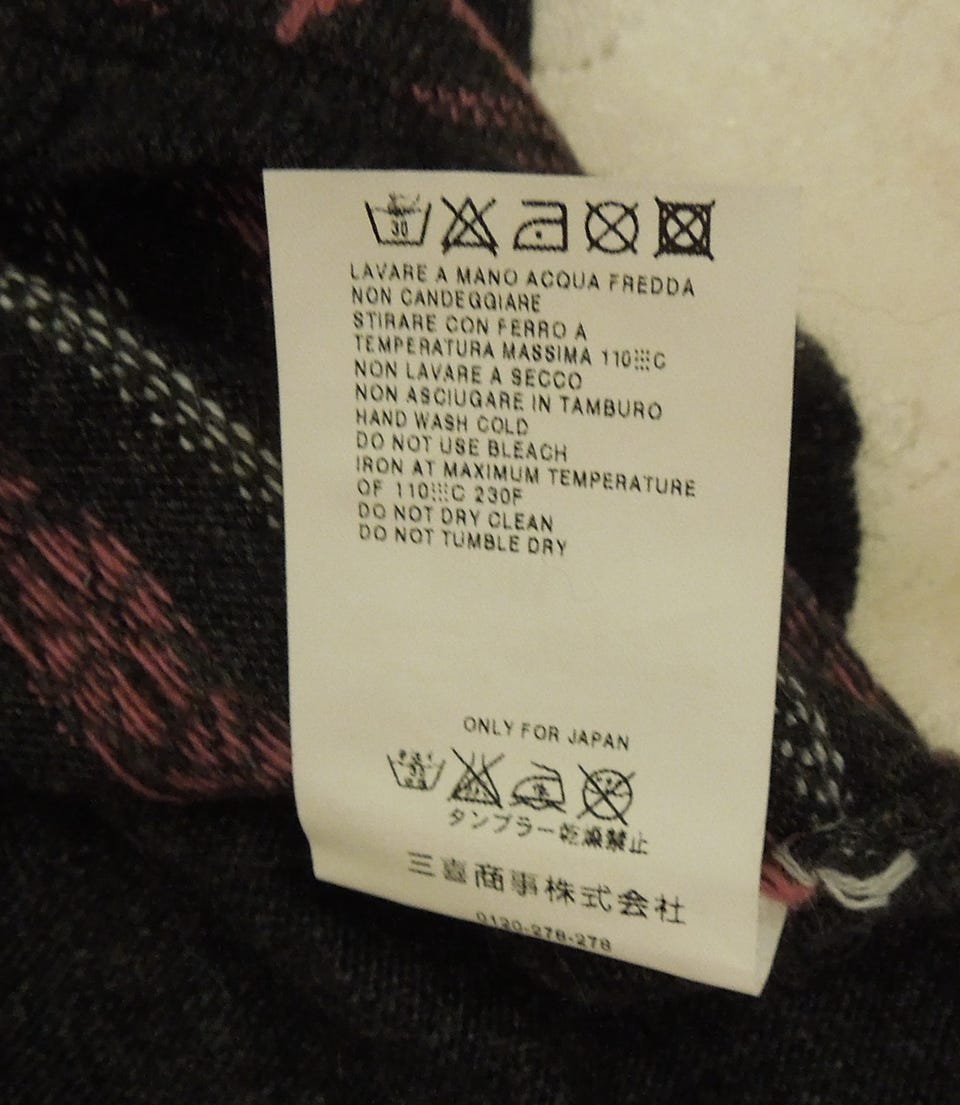 30
LAVARE A MANO ACQUA FREDDA
NON CANDEGGIARE
STIRARE CON FERRO A
TEMPERATURA MASSIMA 110░C
NON LAVARE A SECCO
NON ASCIUGARE IN TAMBURO
HAND WASH COLD
DO NOT USE BLEACH
IRON AT MAXIMUM TEMPERATURE
OF 110░C 230F
DO NOT DRY CLEAN
DO NOT TUMBLE DRY
ONLY FOR JAPAN
タンブラー乾燥禁止
三喜商事株式会社
0120-278-278